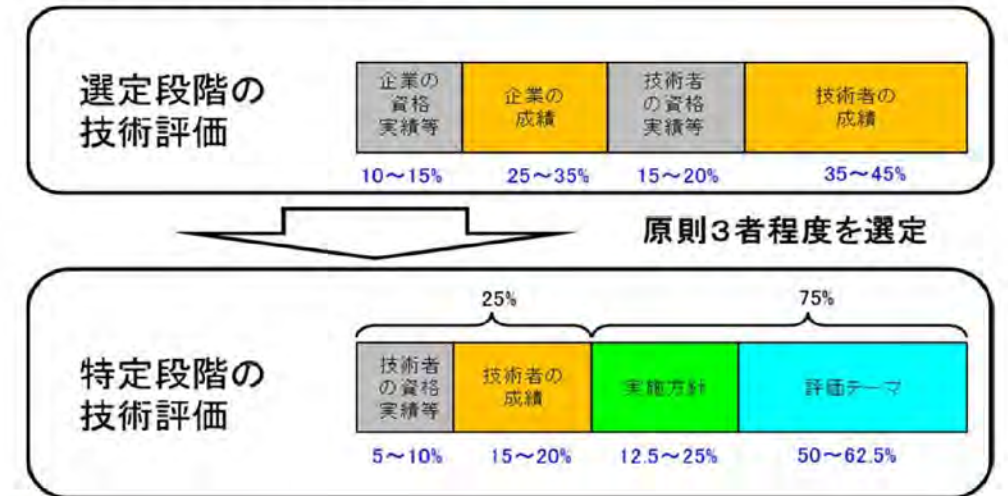 選定段階の
技術評価
企業の
資格
実績等
企業の
成績
技術者
の資格
実績等
技術者の
成績
10～15%
25～35%
15～20%
35～45%
原則3者程度を選定
特定段階の
技術評価
25%
75%
技術者
の資格
実績等
技術者の
成績
実施方針
評価テーマ
5～10%
15～20%
12.5～25%
50～62.5%